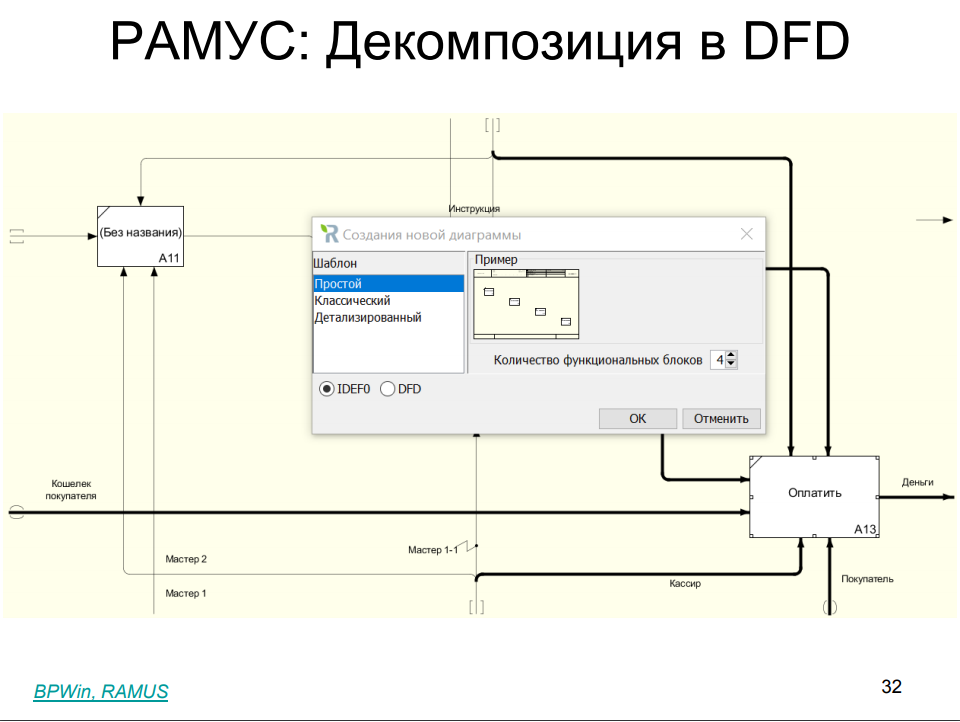 РАМУС: Декомпозиция в DFD
Инструкция
(Без названия)
A11
Создания новой диаграммы
Шаблон
Простой
Классический
Детализированный
Пример
Количество функциональных блоков 4
IDEF0 DFD
OK Отменить
Кошелек
покупателя
Оплатить
A13
Деньги
Мастер 1-1
Мастер 2
Мастер 1
Кассир
Покупатель
BPWin, RAMUS
32